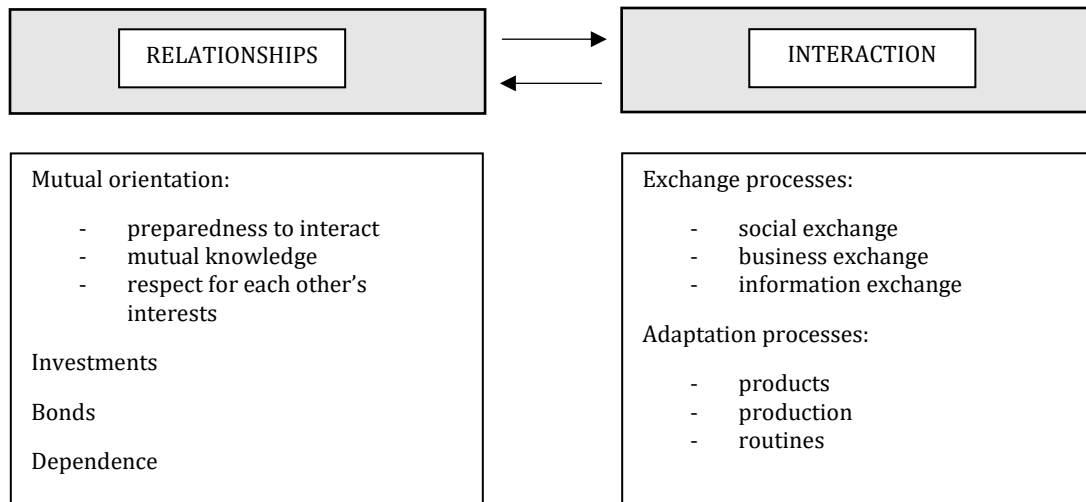 RELATIONSHIPS
INTERACTION
Mutual orientation:
- preparedness to interact
- mutual knowledge
- respect for each other’s
interests
Investments
Bonds
Dependence
Exchange processes:
- social exchange
- business exchange
- information exchange
Adaptation processes:
- products
- production
- routines